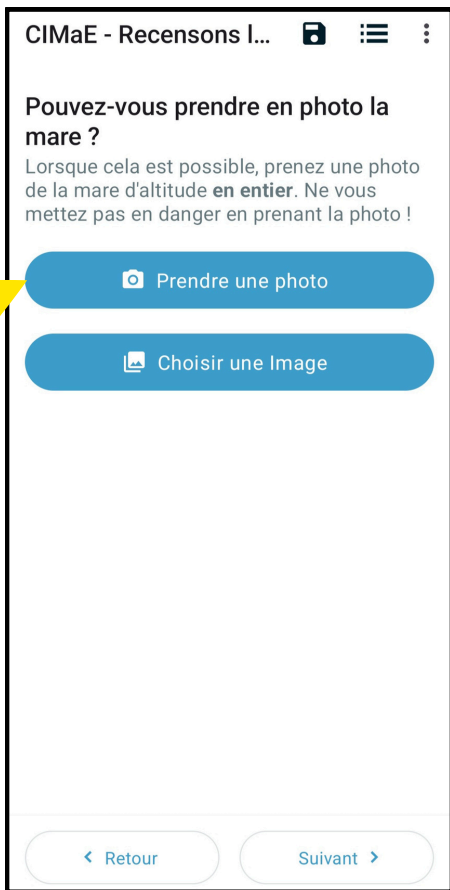 CIMaE - Recensons l...
Pouvez-vous prendre en photo la
mare ?
Lorsque cela est possible, prenez une photo
de la mare d'altitude en entier. Ne vous
mettez pas en danger en prenant la photo !
Prendre une photo
Choisir une Image
Retour
Suivant